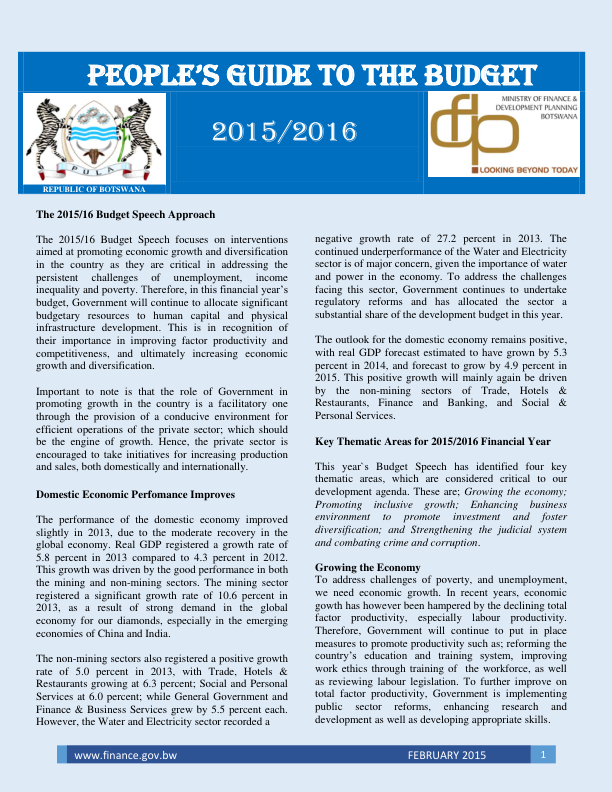 PEOPLE'S GUIDE TO THE BUDGET
2015/2016
MINISTRY OF FINANCE &
DEVELOPMENT PLANNING
BOTSWANA
dfp
LOOKING BEYOND TODAY
PULA
REPUBLIC OF BOTSWANA
The 2015/16 Budget Speech Approach
The 2015/16 Budget Speech focuses on interventions
aimed at promoting economic growth and diversification
in the country as they are critical in addressing the
persistent challenges of unemployment, income
inequality and poverty. Therefore, in this financial year's
budget, Government will continue to allocate significant
budgetary resources to human capital and physical
infrastructure development. This is in recognition of
their importance in improving factor productivity and
competitiveness, and ultimately increasing economic
growth and diversification.
Important to note is that the role of Government in
promoting growth in the country is a facilitatory one
through the provision of a conducive environment for
efficient operations of the private sector; which should
be the engine of growth. Hence, the private sector is
encouraged to take initiatives for increasing production
and sales, both domestically and internationally.
Domestic Economic Perfomance Improves
The performance of the domestic economy improved
slightly in 2013, due to the moderate recovery in the
global economy. Real GDP registered a growth rate of
5.8 percent in 2013 compared to 4.3 percent in 2012.
This growth was driven by the good performance in both
the mining and non-mining sectors. The mining sector
registered a significant growth rate of 10.6 percent in
2013, as a result of strong demand in the global
economy for our diamonds, especially in the emerging
economies of China and India.
The non-mining sectors also registered a positive growth
rate of 5.0 percent in 2013, with Trade, Hotels &
Restaurants growing at 6.3 percent; Social and Personal
Services at 6.0 percent; while General Government and
Finance & Business Services grew by 5.5 percent each.
However, the Water and Electricity sector recorded a
negative growth rate of 27.2 percent in 2013. The
continued underperformance of the Water and Electricity
sector is of major concern, given the importance of water
and power in the economy. To address the challenges
facing this sector, Government continues to undertake
regulatory reforms and has allocated the sector a
substantial share of the development budget in this year.
The outlook for the domestic economy remains positive,
with real GDP forecast estimated to have grown by 5.3
percent in 2014, and forecast to grow by 4.9 percent in
2015. This positive growth will mainly again be driven
by the non-mining sectors of Trade, Hotels &
Restaurants, Finance and Banking, and Social &
Personal Services.
Key Thematic Areas for 2015/2016 Financial Year
This year`s Budget Speech has identified four key
thematic areas, which are considered critical to our
development agenda. These are; Growing the economy;
Promoting inclusive growth; Enhancing business
environment to promote investment and foster
diversification; and Strengthening the judicial system
and combating crime and corruption.
Growing the Economy
To address challenges of poverty, and unemployment,
we need economic growth. In recent years, economic
gowth has however been hampered by the declining total
factor productivity, especially labour productivity.
Therefore, Government will continue to put in place
measures to promote productivity such as; reforming the
country's education and training system, improving
work ethics through training of the workforce, as well
as reviewing labour legislation. To further improve on
total factor productivity, Government is implementing
public sector reforms, enhancing research and
development as well as developing appropriate skills.
www.finance.gov.bw FEBRUARY 2015 1